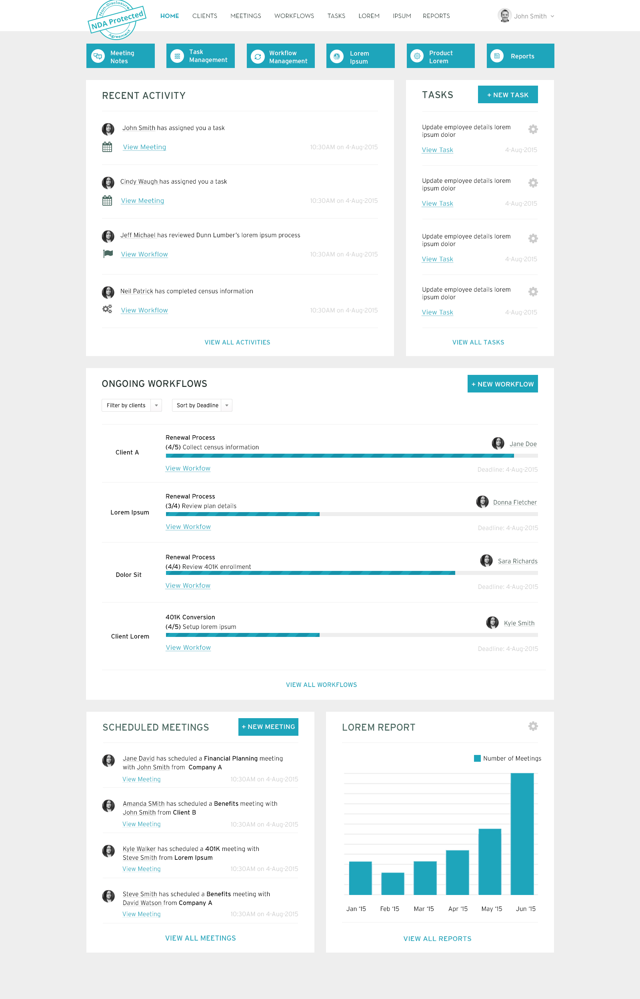 Non-Disclosure
NDA Protected
Agreement
HOME CLIENTS MEETINGS WORKFLOWS TASKS LOREM IPSUM REPORTS
John Smith
Meeting
Notes
Task
Management
Workflow
Management
Lorem
Ipsum
Product
Lorem
Reports
RECENT ACTIVITY
John Smith has assigned you a task
View Meeting 10:30AM on 4-Aug-2015
Cindy Waugh has assigned you a task
View Meeting 10:30AM on 4-Aug-2015
Jeff Michael has reviewed Dunn Lumber’s lorem ipsum process
View Workflow 10:30AM on 4-Aug-2015
Neil Patrick has completed census information
View Workflow 10:30AM on 4-Aug-2015
VIEW ALL ACTIVITIES
TASKS
+ NEW TASK
Update employee details lorem
ipsum dolor
View Task 4-Aug-2015
Update employee details lorem
ipsum dolor
View Task 4-Aug-2015
Update employee details lorem
ipsum dolor
View Task 4-Aug-2015
Update employee details lorem
ipsum dolor
View Task 4-Aug-2015
VIEW ALL TASKS
ONGOING WORKFLOWS
+ NEW WORKFLOW
Filter by clients Sort by Deadline
Client A
Renewal Process
(4/5) Collect census information
Jane Doe
View Workfow Deadline: 4-Aug-2015
Lorem Ipsum
Renewal Process
(3/4) Review plan details
Donna Fletcher
View Workfow Deadline: 4-Aug-2015
Dolor Sit
Renewal Process
(4/4) Review 401K enrollment
Sara Richards
View Workfow Deadline: 4-Aug-2015
Client Lorem
401K Conversion
(4/5) Setup lorem ipsum
Kyle Smith
View Workfow Deadline: 4-Aug-2015
VIEW ALL WORKFLOWS
SCHEDULED MEETINGS
+ NEW MEETING
Jane David has scheduled a Financial Planning meeting
with John Smith from Company A
View Meeting 10:30AM on 4-Aug-2015
Amanda SMith has scheduled a Benefits meeting with
John Smith from Client B
View Meeting 10:30AM on 4-Aug-2015
Kyle Walker has scheduled a 401K meeting with
Steve Smith from Lorem Ipsum
View Meeting 10:30AM on 4-Aug-2015
Steve Smith has scheduled a Benefits meeting with
David Watson from Company A
View Meeting 10:30AM on 4-Aug-2015
VIEW ALL MEETINGS
LOREM REPORT
Number of Meetings
Jan ‘15 Feb ‘15 Mar ‘15 Apr ‘15 May ‘15 Jun ‘15
VIEW ALL REPORTS